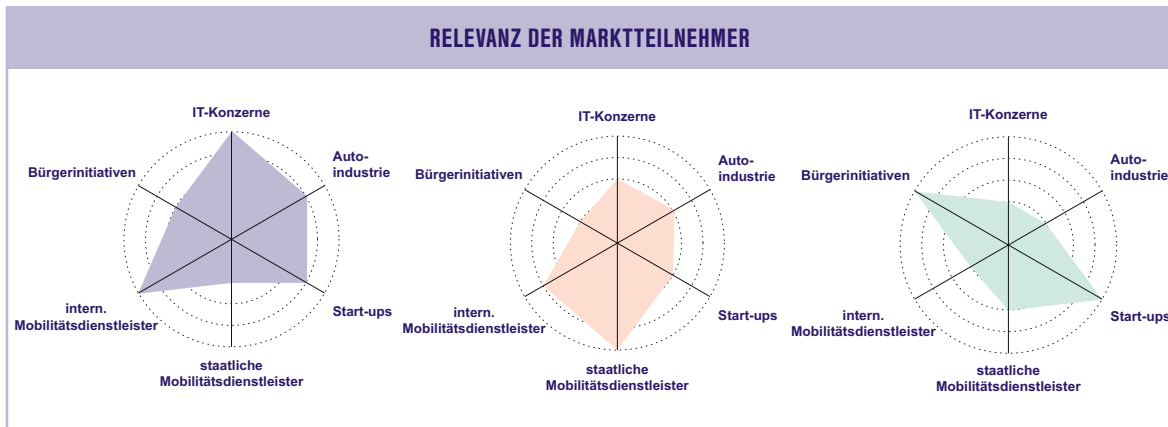 RELEVANZ DER MARKTTEILNEHMER
IT-Konzerne
Auto-
industrie
Bürgerinitiativen
Start-ups
intern.
Mobilitätsdienstleister
staatliche
Mobilitätsdienstleister
IT-Konzerne
Auto-
industrie
Bürgerinitiativen
Start-ups
intern.
Mobilitätsdienstleister
staatliche
Mobilitätsdienstleister
IT-Konzerne
Auto-
industrie
Bürgerinitiativen
Start-ups
intern.
Mobilitätsdienstleister
staatliche
Mobilitätsdienstleister